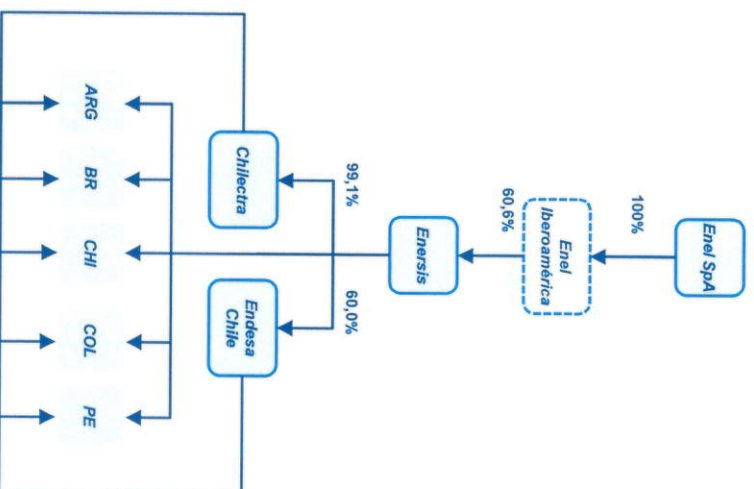 Enel SpA
100%
Enel
Iberoamérica
60,6%
Enersis
99,1%
60,0%
Chilectra
Endesa
Chile
ARG
BR
CHI
COL
PE